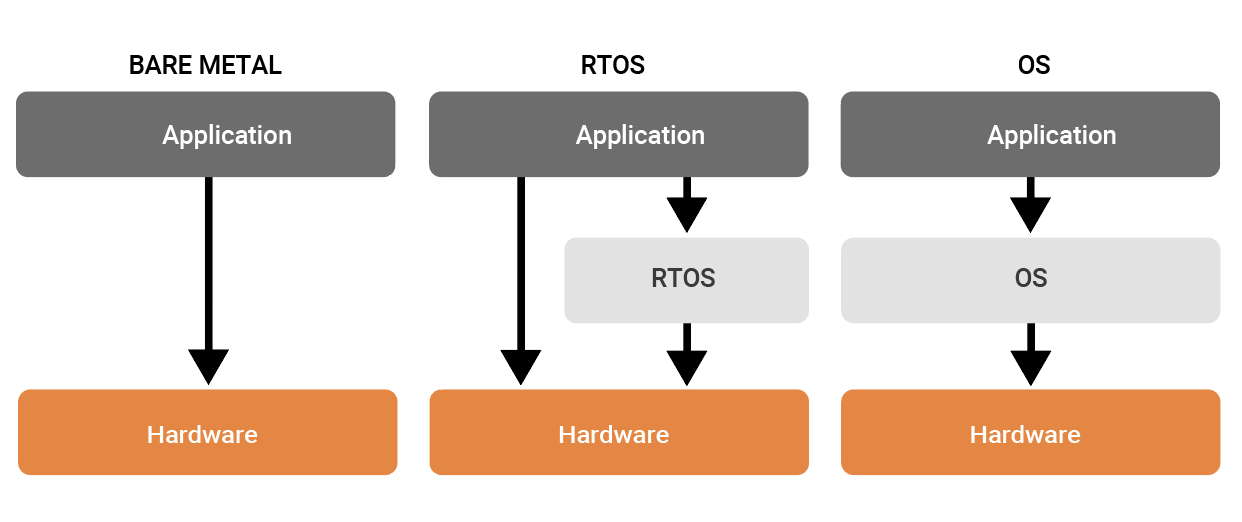 BARE METAL
Application
Hardware
RTOS
Application
RTOS
Hardware
OS
Application
OS
Hardware